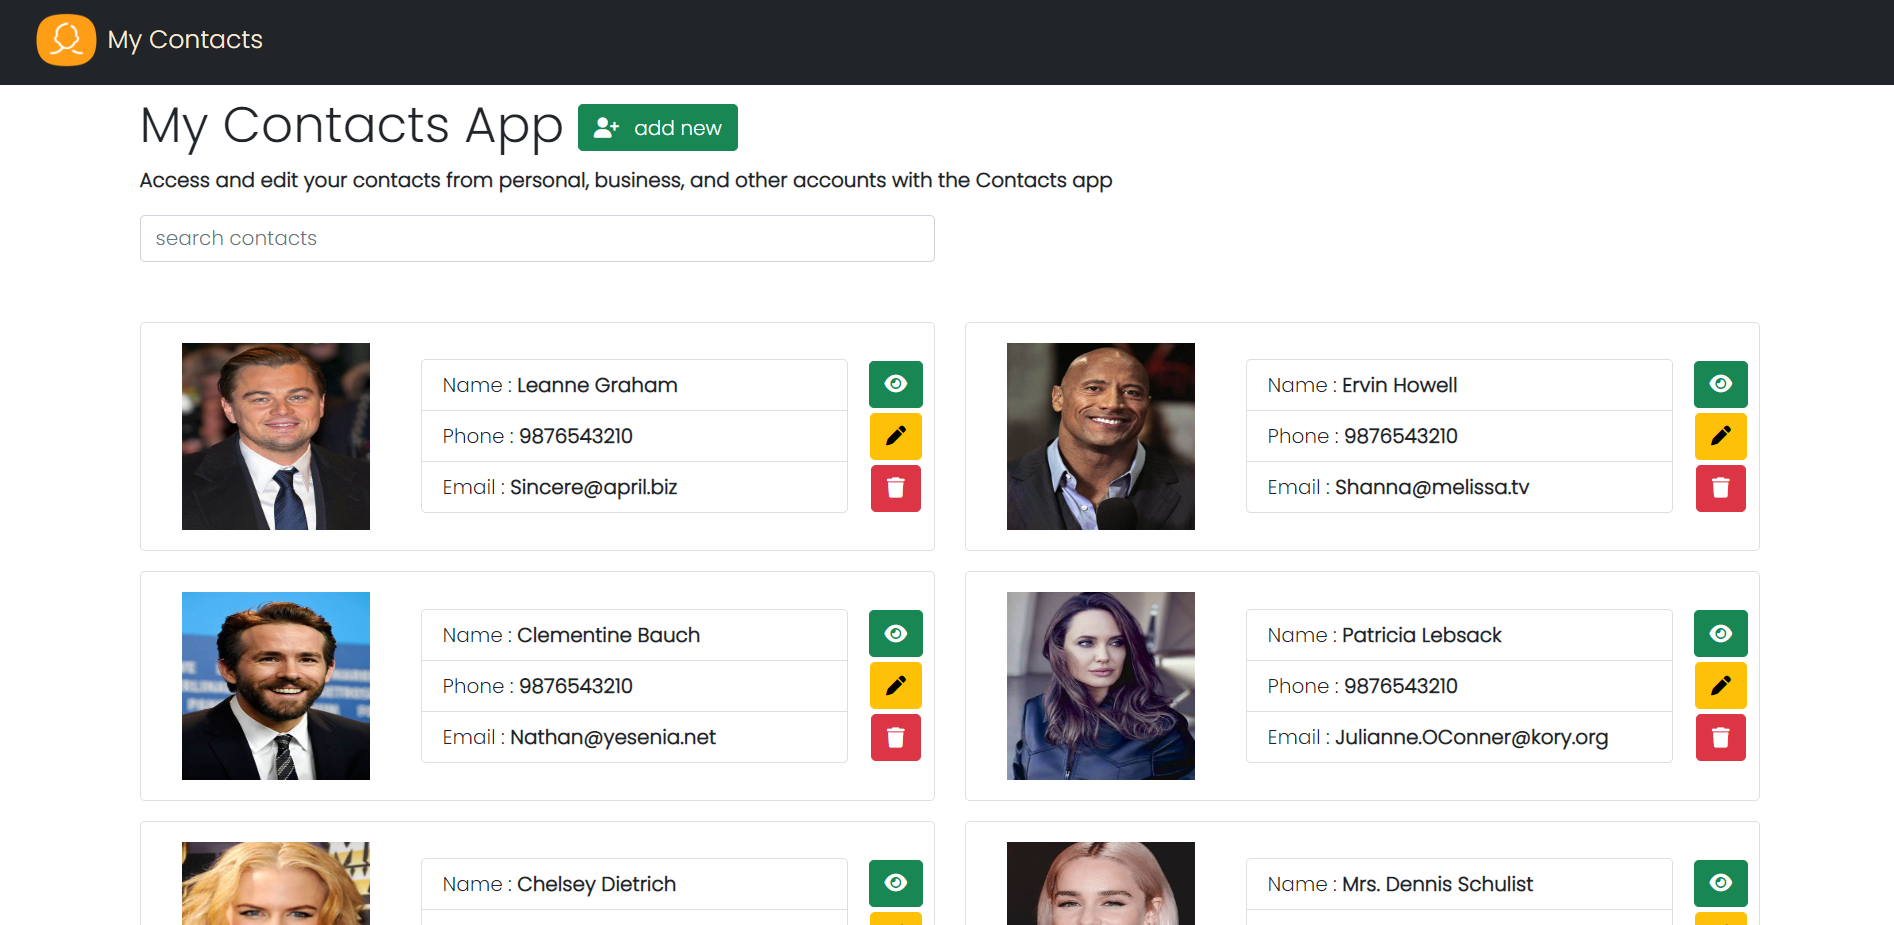 My Contacts
My Contacts App
add new
Access and edit your contacts from personal, business, and other accounts with the Contacts app
search contacts
Name : Leanne Graham
Phone : 9876543210
Email : Sincere@april.biz
Name : Ervin Howell
Phone : 9876543210
Email : Shanna@melissa.tv
Name : Clementine Bauch
Phone : 9876543210
Email : Nathan@yesenia.net
Name : Patricia Lebsack
Phone : 9876543210
Email : Julianne.OConner@kory.org
Name : Chelsey Dietrich
Name : Mrs. Dennis Schulist